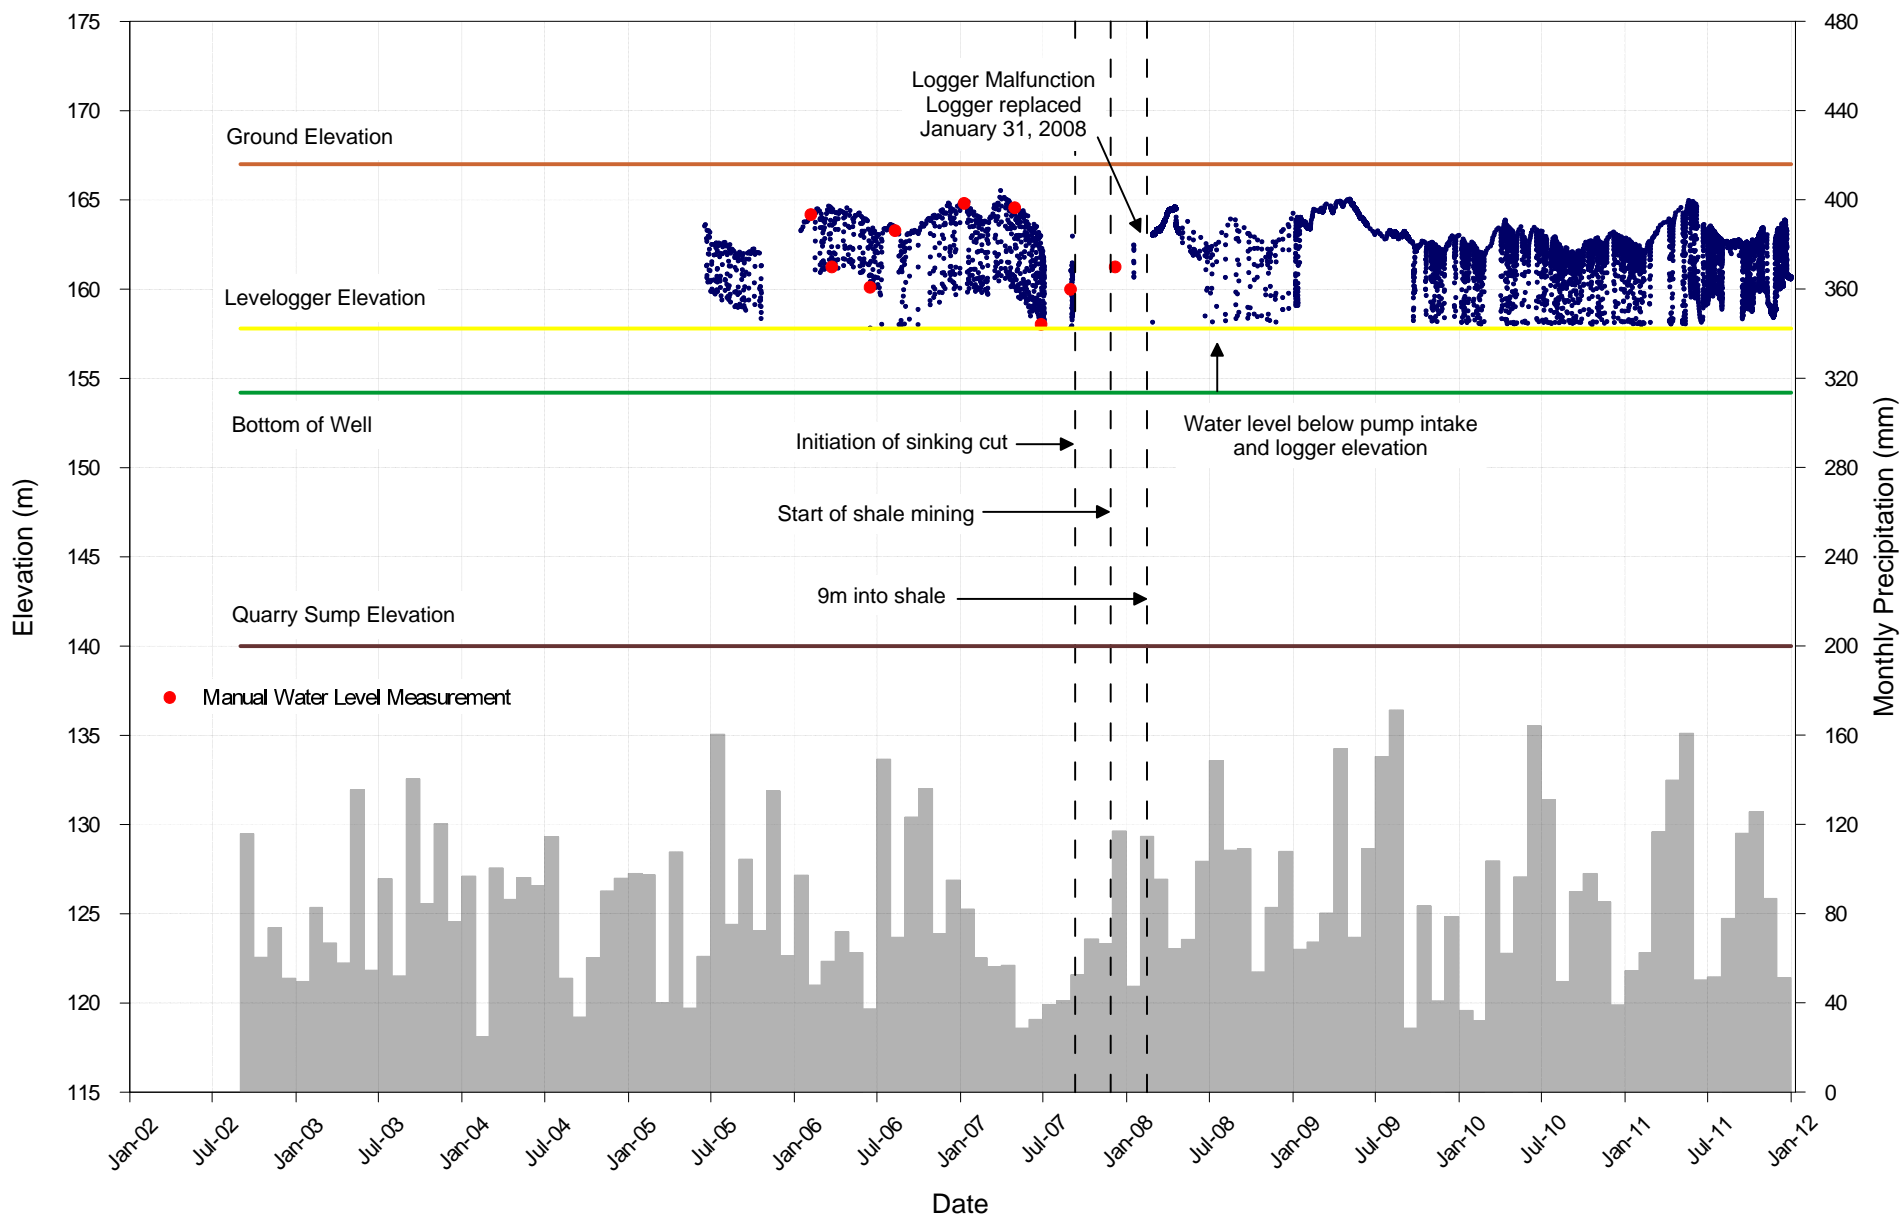 175
170
165
160
155
150
145
140
135
130
125
120
115
Elevation (m)
480
440
400
360
320
280
240
200
160
120
80
40
0
Monthly Precipitation (mm)
Logger Malfunction
Logger replaced
January 31, 2008
Ground Elevation
Levelogger Elevation
Bottom of Well
Water level below pump intake
and logger elevation
Initiation of sinking cut
Start of shale mining
9m into shale
Quarry Sump Elevation
Manual Water Level Measurement
Jan-02
Jul-02
Jan-03
Jul-03
Jan-04
Jul-04
Jan-05
Jul-05
Jan-06
Jul-06
Jan-07
Jul-07
Jan-08
Jul-08
Jan-09
Jul-09
Jan-10
Jul-10
Jan-11
Jul-11
Jan-12
Date